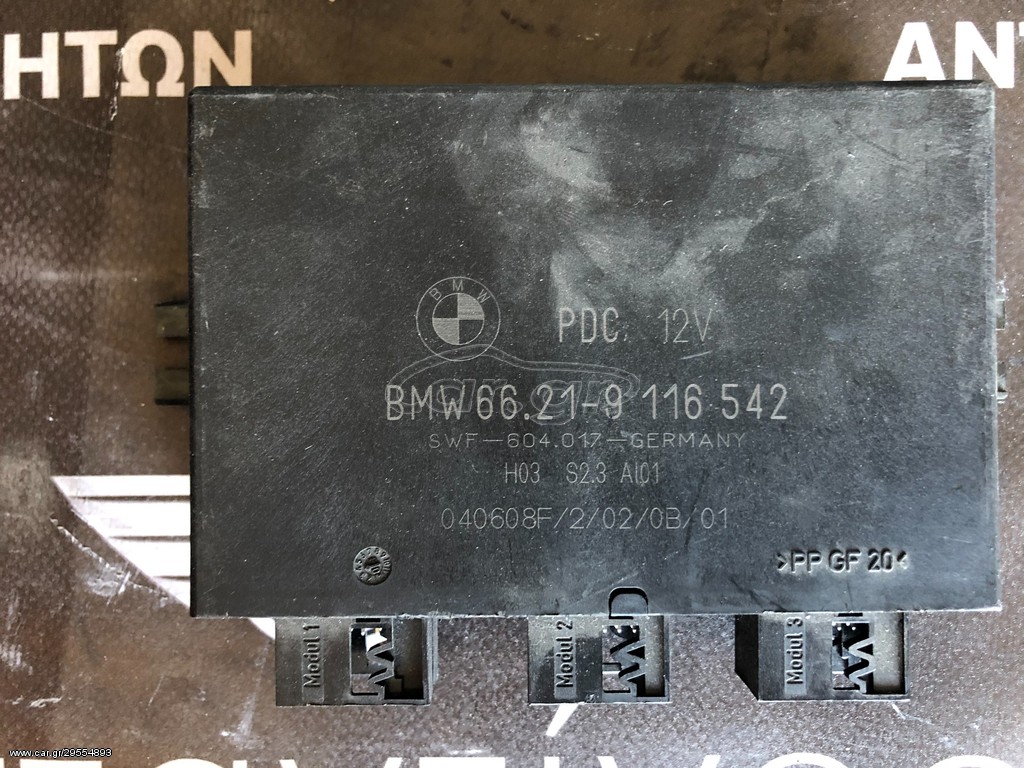 ΗΤΩΝ
ΑΝΤ
BMW
PDC 12V
BMW 66.21-9 116 542
SWF-604.017-GERMANY
H03 S2.3 AI01
040608F/2/02/0B/01
>PP GF 20<
Modul 1
Modul 2
Modul 3
www.car.gr/29554893